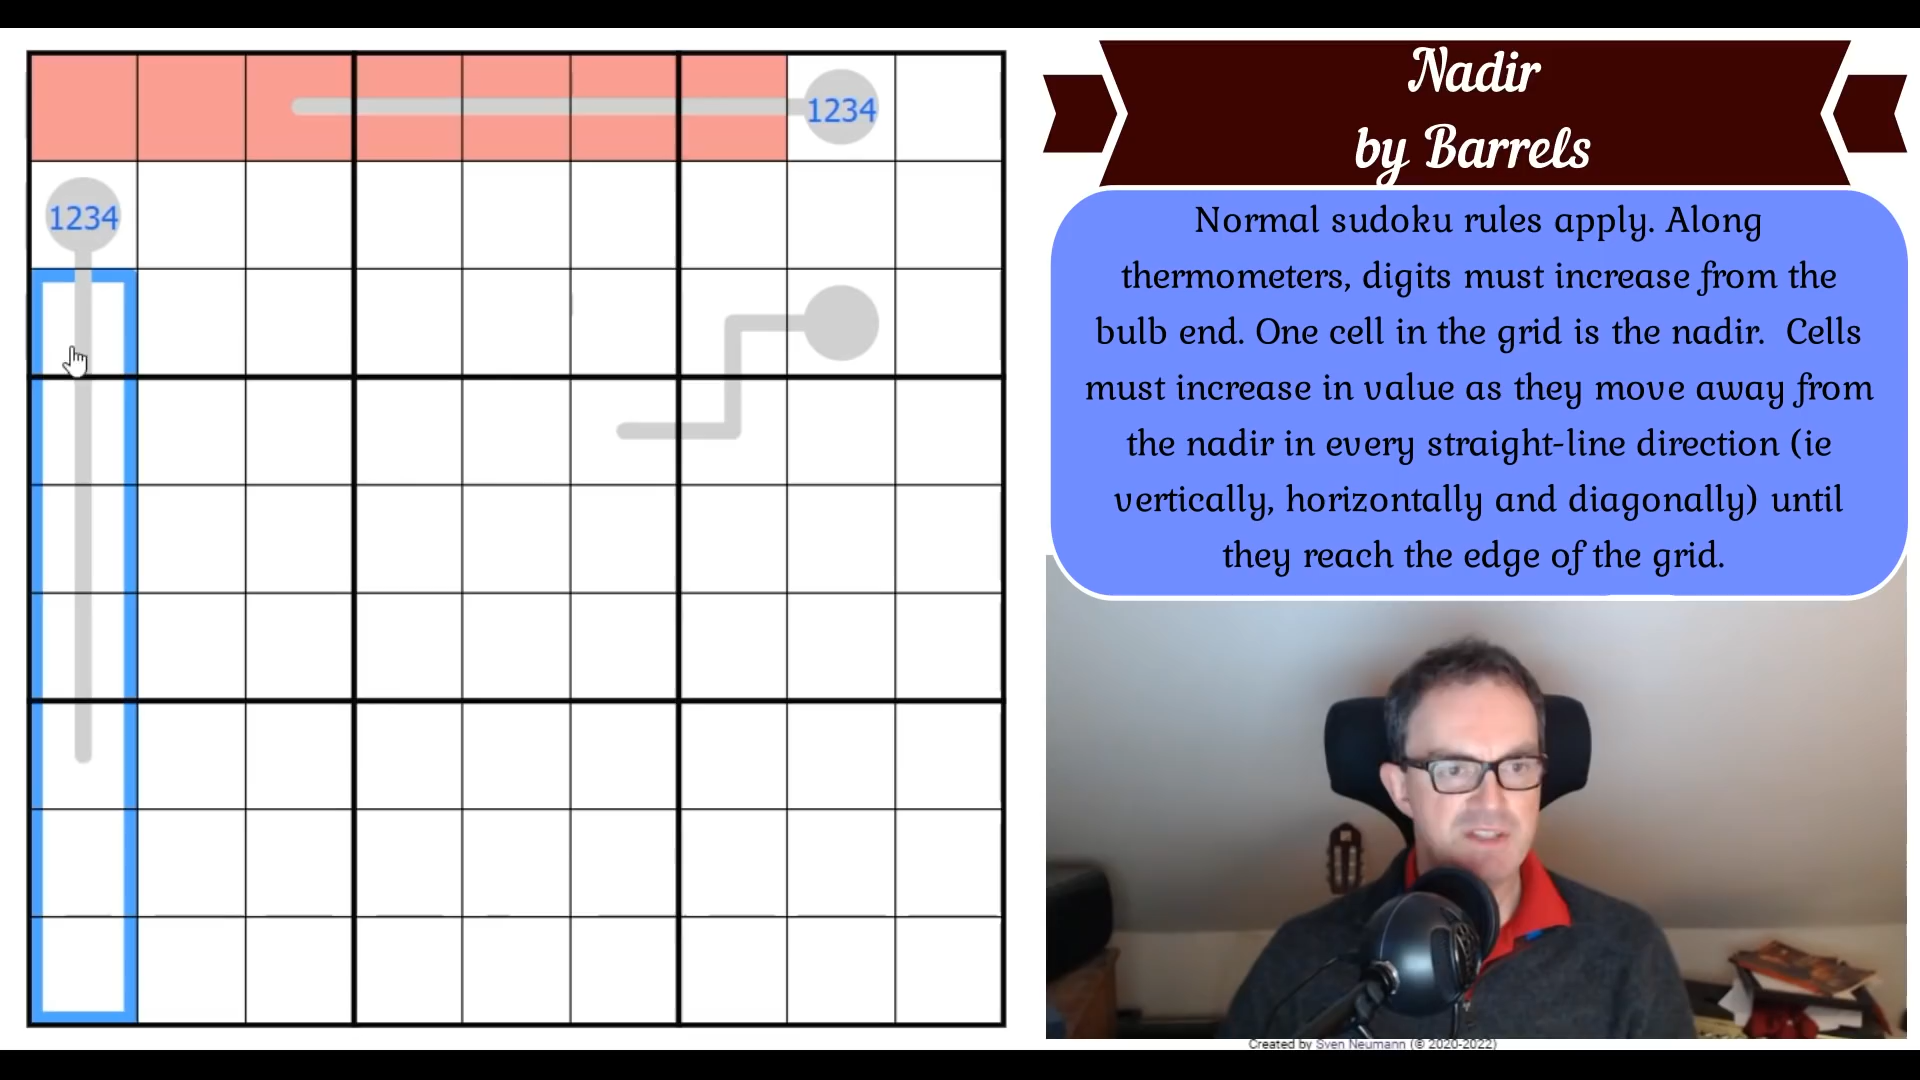 1234
1234
Nadir
by Barrels
Normal sudoku rules apply. Along
thermometers, digits must increase from the
bulb end. One cell in the grid is the nadir. Cells
must increase in value as they move away from
the nadir in every straight-line direction (ie
vertically, horizontally and diagonally) until
they reach the edge of the grid.
Created by Sven Neumann (© 2020-2022)